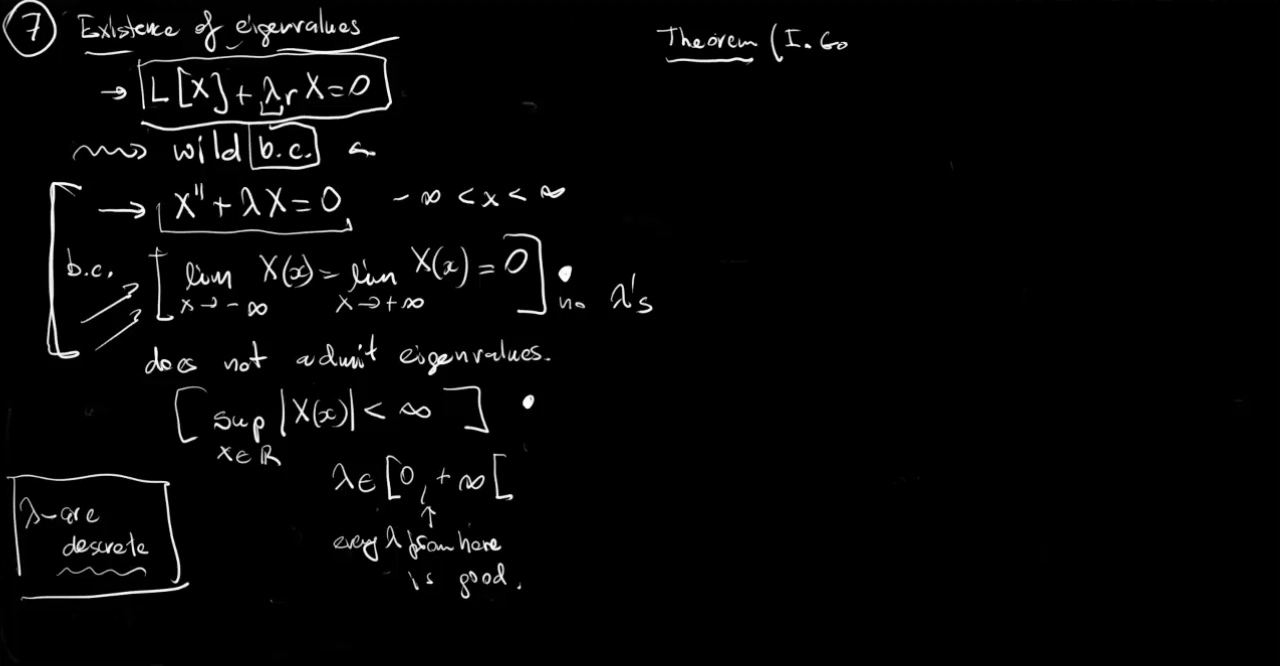 7 Existence of eigenvalues
→ L[X] + λrX = 0
wild b.c.
→ X'' + λX = 0 -∞ < x < ∞
b.c. [ lim X(x) = lim X(x) = 0 ]
x→-∞ x→+∞ no λ's
does not admit eigenvalues.
[ sup |X(x)| < ∞ ]
x∈ℝ
λ∈[0, +∞[
↑
every λ from here
is good.
λ-are
descrete
Theorem (I. Go